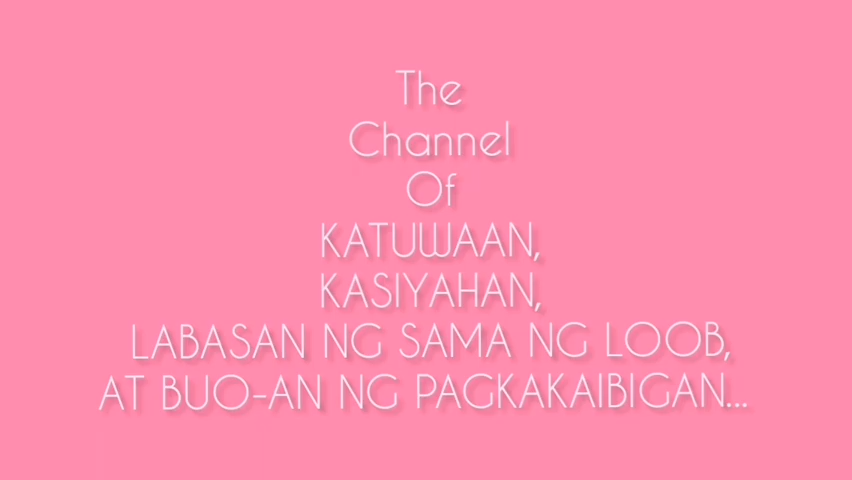 The
Channel
Of
KATUWAAN,
KASIYAHAN,
LABASAN NG SAMA NG LOOB,
AT BUO-AN NG PAGKAKAIBIGAN...